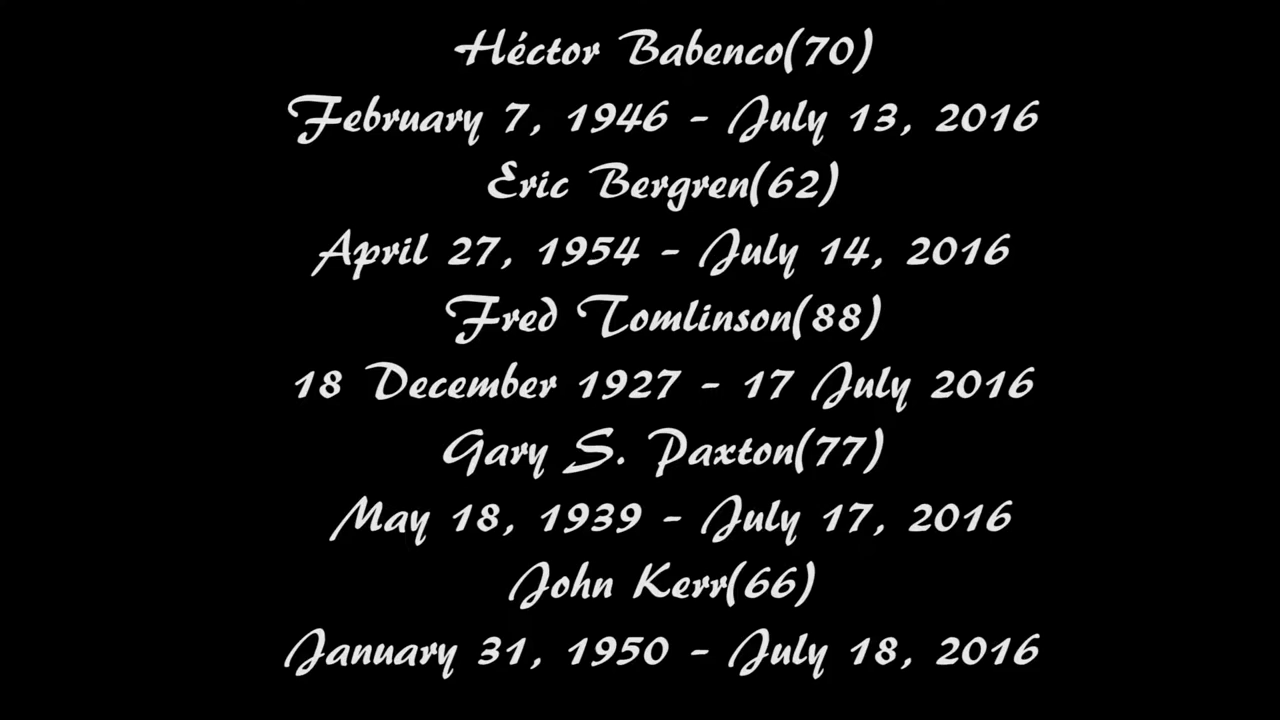 Héctor Babenco(70)
February 7, 1946 - July 13, 2016
Eric Bergren(62)
April 27, 1954 - July 14, 2016
Fred Tomlinson(88)
18 December 1927 - 17 July 2016
Gary S. Paxton(77)
May 18, 1939 - July 17, 2016
John Kerr(66)
January 31, 1950 - July 18, 2016